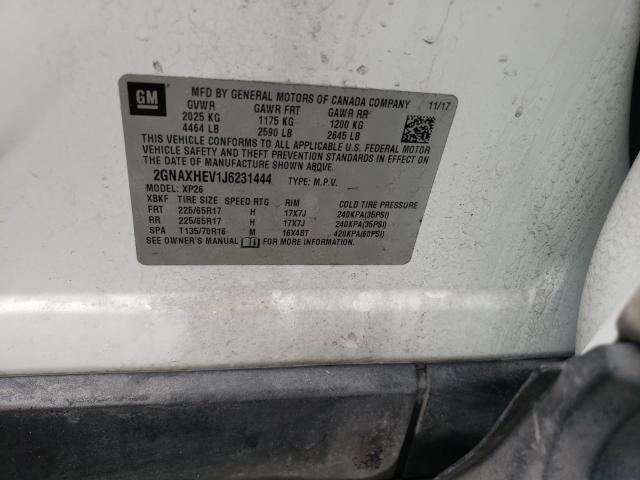 GM
MFD BY GENERAL MOTORS OF CANADA COMPANY 11/17
GVWR GAWR FRT GAWR RR
2025 KG 1175 KG 1200 KG
4464 LB 2590 LB 2645 LB
THIS VEHICLE CONFORMS TO ALL APPLICABLE U.S. FEDERAL MOTOR
VEHICLE SAFETY AND THEFT PREVENTION STANDARDS IN EFFECT ON THE
DATE OF MANUFACTURE SHOWN ABOVE.
2GNAXHEV1J6231444 TYPE: M.P.V.
MODEL: XP26
XBKF TIRE SIZE SPEED RTG RIM COLD TIRE PRESSURE
FRT 225/65R17 H 17X7J 240KPA(35PSI)
RR 225/65R17 H 17X7J 240KPA(35PSI)
SPA T135/70R16 M 16X4BT 420KPA(60PSI)
SEE OWNER'S MANUAL FOR MORE INFORMATION